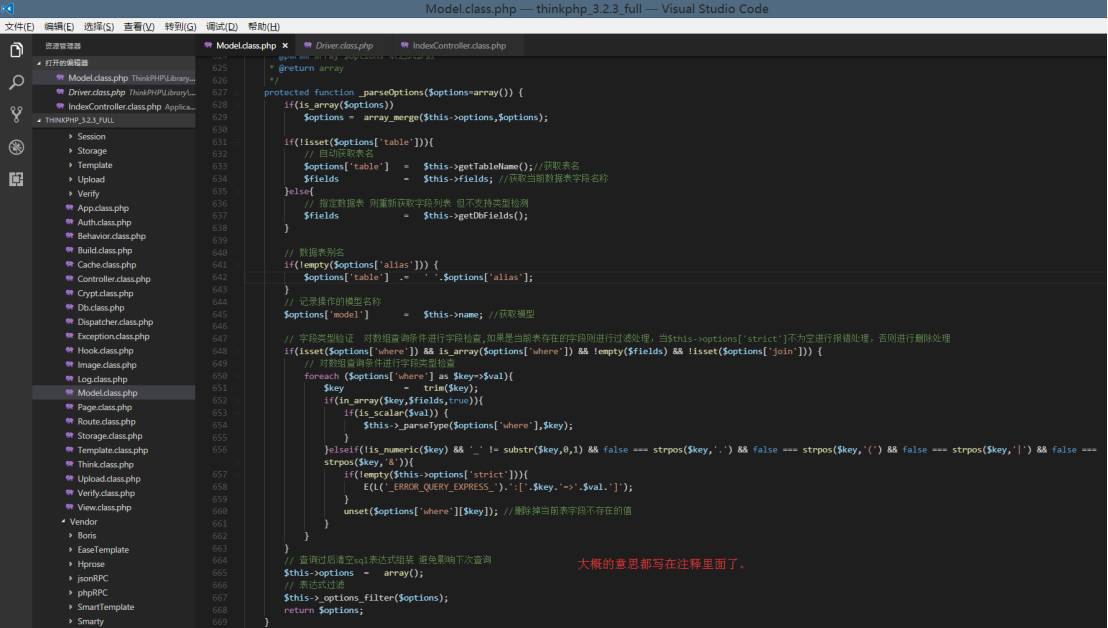 Model.class.php — thinkphp_3.2.3_full — Visual Studio Code
文件(F) 编辑(E) 选择(S) 查看(V) 转到(G) 调试(D) 帮助(H)
资源管理器
打开的编辑器
Model.class.php ThinkPHP\Library...
Driver.class.php ThinkPHP\Library\...
IndexController.class.php Applica...
THINKPHP_3.2.3_FULL
Session
Storage
Template
Upload
Verify
App.class.php
Auth.class.php
Behavior.class.php
Build.class.php
Cache.class.php
Controller.class.php
Crypt.class.php
Db.class.php
Dispatcher.class.php
Exception.class.php
Hook.class.php
Image.class.php
Log.class.php
Model.class.php
Page.class.php
Route.class.php
Storage.class.php
Template.class.php
Think.class.php
Upload.class.php
Verify.class.php
View.class.php
Vendor
Boris
EaseTemplate
Hprose
jsonRPC
phpRPC
SmartTemplate
Smarty
Model.class.php × Driver.class.php IndexController.class.php
625 * @return array
626 */
627 protected function _parseOptions($options=array()) {
628 if(is_array($options))
629 $options = array_merge($this->options,$options);
630
631 if(!isset($options['table'])){
632 // 自动获取表名
633 $options['table'] = $this->getTableName();//获取表名
634 $fields = $this->fields; //获取当前数据表字段名称
635 }else{
636 // 指定数据表 则重新获取字段列表 但不支持类型检测
637 $fields = $this->getDbFields();
638 }
639
640 // 数据表别名
641 if(!empty($options['alias'])) {
642 $options['table'] .= ' '.$options['alias'];
643 }
644 // 记录操作的模型名称
645 $options['model'] = $this->name; //获取模型
646
647 // 字段类型验证 对数组查询条件进行字段检查,如果是当前表存在的字段则进行过滤处理，当$this->options['strict']不为空进行报错处理，否则进行删除处理
648 if(isset($options['where']) && is_array($options['where']) && !empty($fields) && !isset($options['join'])) {
649 // 对数组查询条件进行字段类型检查
650 foreach ($options['where'] as $key=>$val){
651 $key = trim($key);
652 if(in_array($key,$fields,true)){
653 if(is_scalar($val)) {
654 $this->_parseType($options['where'],$key);
655 }
656 }elseif(!is_numeric($key) && '_' != substr($key,0,1) && false === strpos($key,'.') && false === strpos($key,'(') && false === strpos($key,'|') && false ===
strpos($key,'&')){
657 if(!empty($this->options['strict'])){
658 E(L('_ERROR_QUERY_EXPRESS_').':['.$key.'=>'.$val.']');
659 }
660 unset($options['where'][$key]); //删除掉当前表字段不存在的值
661 }
662 }
663 }
664 // 查询过后清空sql表达式组装 避免影响下次查询
665 $this->options = array();
666 // 表达式过滤
667 $this->_options_filter($options);
668 return $options;
669 }
大概的意思都写在注释里面了。